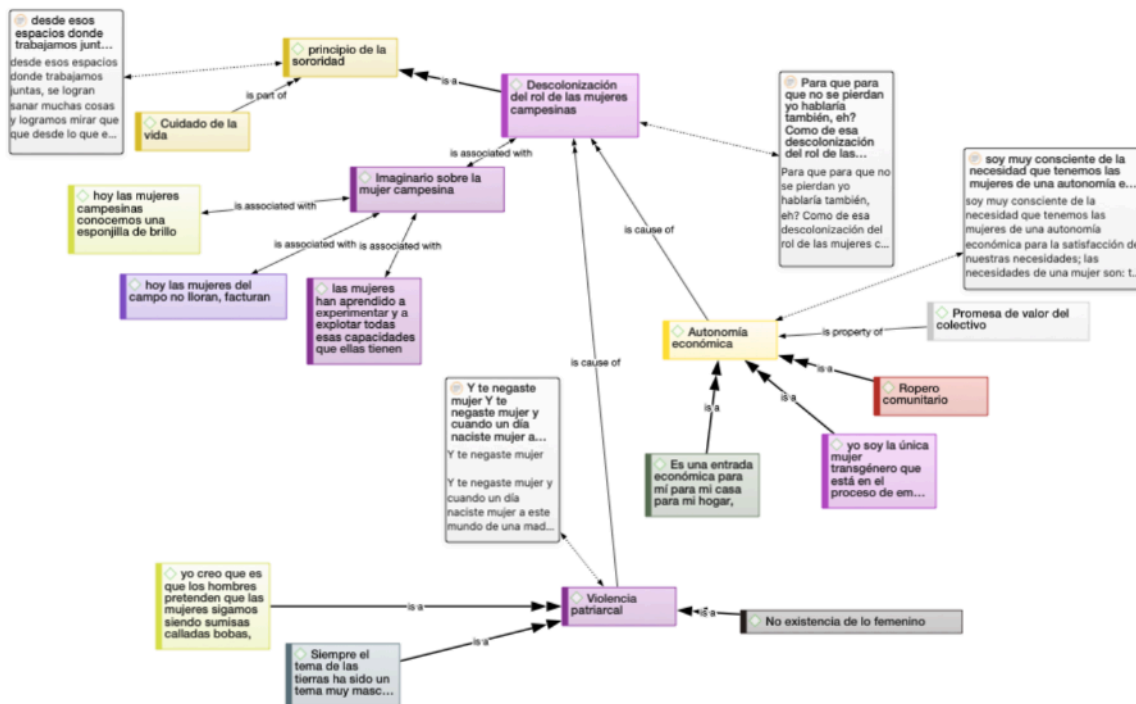 desde esos
espacios donde
trabajamos junt...
desde esos espacios
donde trabajamos
juntas, se logran
sanar muchas cosas
y logramos mirar que
que desde lo que e...
principio de la
sororidad
is a
is part of
Cuidado de la
vida
Descolonización
del rol de las mujeres
campesinas
Para que para
que no se pierdan
yo hablaría
también, eh?
Como de esa
descolonización
del rol de las...
Para que para que no
se pierdan yo
hablaría también,
eh? Como de esa
descolonización del
rol de las mujeres c...
is associated with
Imaginario sobre la
mujer campesina
hoy las mujeres
campesinas
conocemos una
esponjilla de brillo
is associated with
is associated with
is associated with
hoy las mujeres del
campo no lloran, facturan
las mujeres
han aprendido a
experimentar y a
explotar todas
esas capacidades
que ellas tienen
is cause of
soy muy consciente de la
necesidad que tenemos las
mujeres de una autonomía e...
soy muy consciente de la
necesidad que tenemos las
mujeres de una autonomía
económica para la satisfacción de
nuestras necesidades; las
necesidades de una mujer son: t...
Autonomía
económica
is property of
Promesa de valor del
colectivo
is cause of
is a
Ropero
comunitario
is a
is a
yo soy la única
mujer
transgénero que
está en el
proceso de em...
Es una entrada
económica para
mí para mi casa
para mi hogar,
Y te negaste
mujer Y te
negaste mujer y
cuando un día
naciste mujer a...
Y te negaste mujer
Y te negaste mujer y
cuando un día
naciste mujer a este
mundo de una mad...
yo creo que es
que los hombres
pretenden que las
mujeres sigamos
siendo sumisas
calladas bobas,
is a
Violencia
patriarcal
is a
No existencia de lo femenino
is a
Siempre el
tema de las
tierras ha sido un
tema muy masc...